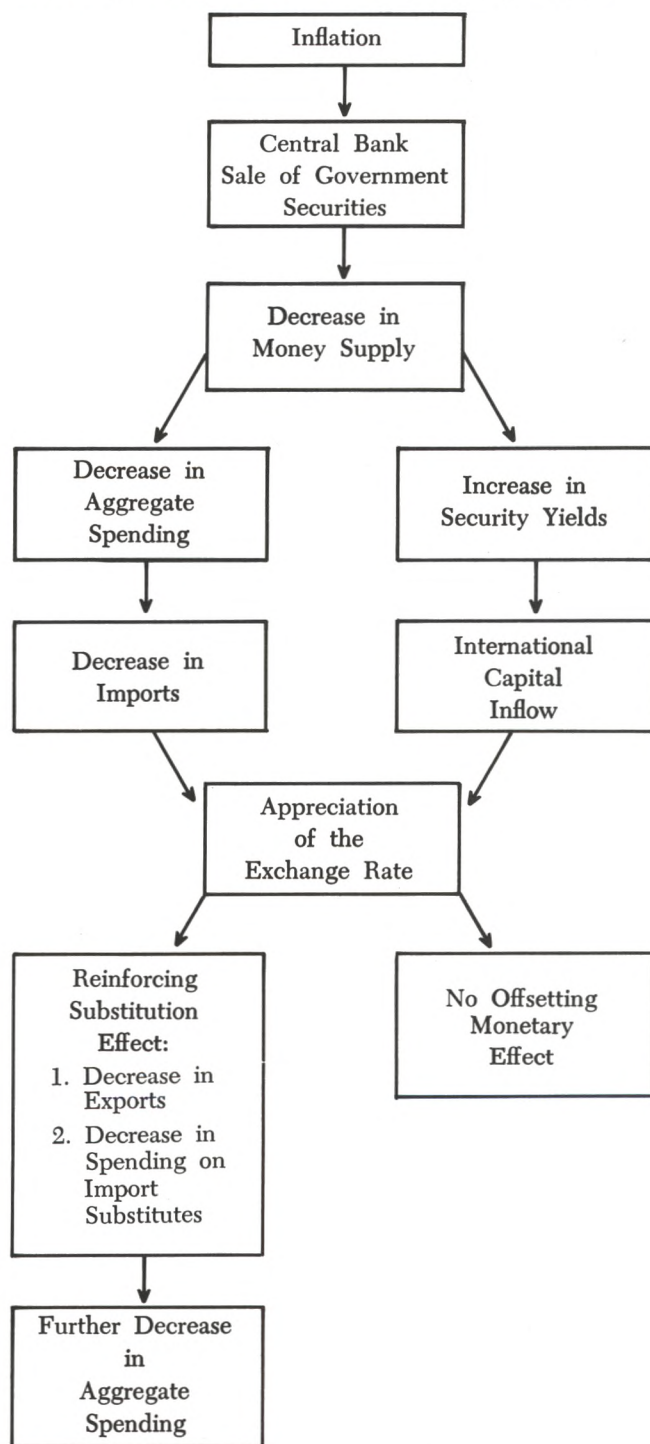 Inflation
Central Bank
Sale of Government
Securities
Decrease in
Money Supply
Decrease in
Aggregate
Spending
Increase in
Security Yields
Decrease in
Imports
International
Capital
Inflow
Appreciation
of the
Exchange Rate
Reinforcing
Substitution
Effect:
1. Decrease in
Exports
2. Decrease in
Spending on
Import
Substitutes
No Offsetting
Monetary
Effect
Further Decrease
in
Aggregate
Spending